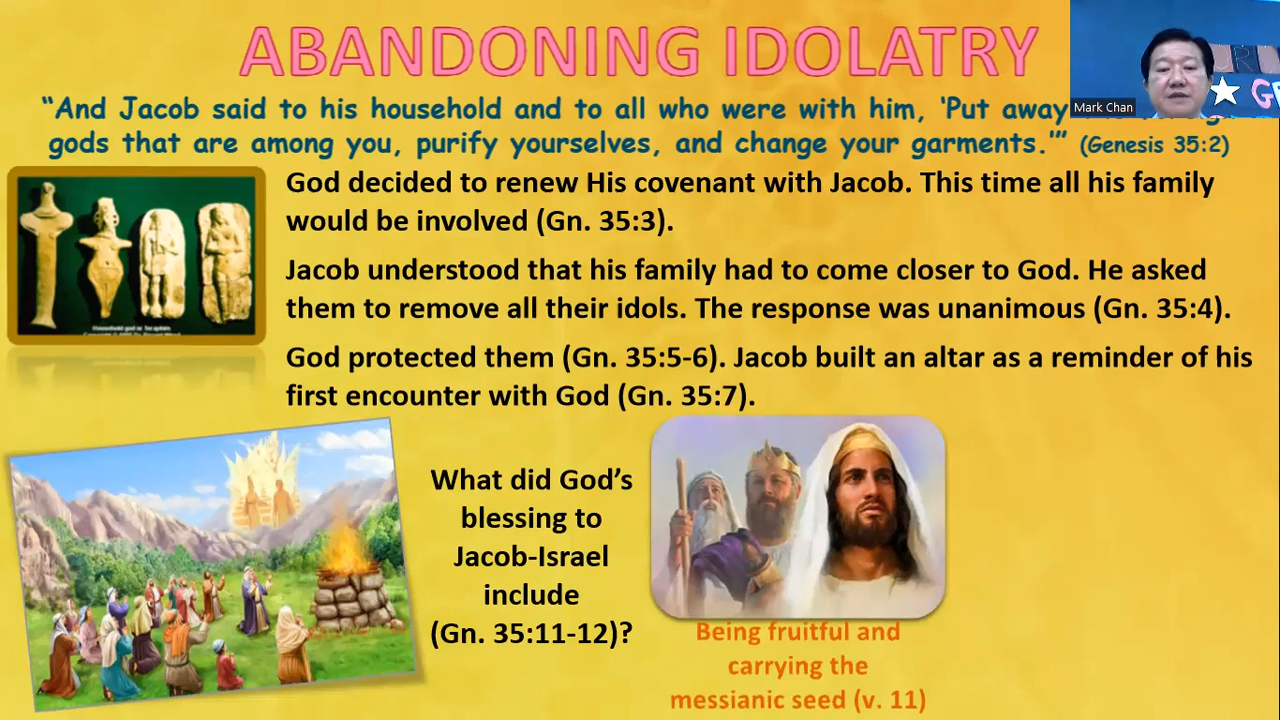 ABANDONING IDOLATRY
Mark Chan
“And Jacob said to his household and to all who were with him, ‘Put away
gods that are among you, purify yourselves, and change your garments.’” (Genesis 35:2)
God decided to renew His covenant with Jacob. This time all his family
would be involved (Gn. 35:3).
Jacob understood that his family had to come closer to God. He asked
them to remove all their idols. The response was unanimous (Gn. 35:4).
God protected them (Gn. 35:5-6). Jacob built an altar as a reminder of his
first encounter with God (Gn. 35:7).
Household god or Teraphim
What did God’s
blessing to
Jacob-Israel
include
(Gn. 35:11-12)?
Being fruitful and
carrying the
messianic seed (v. 11)